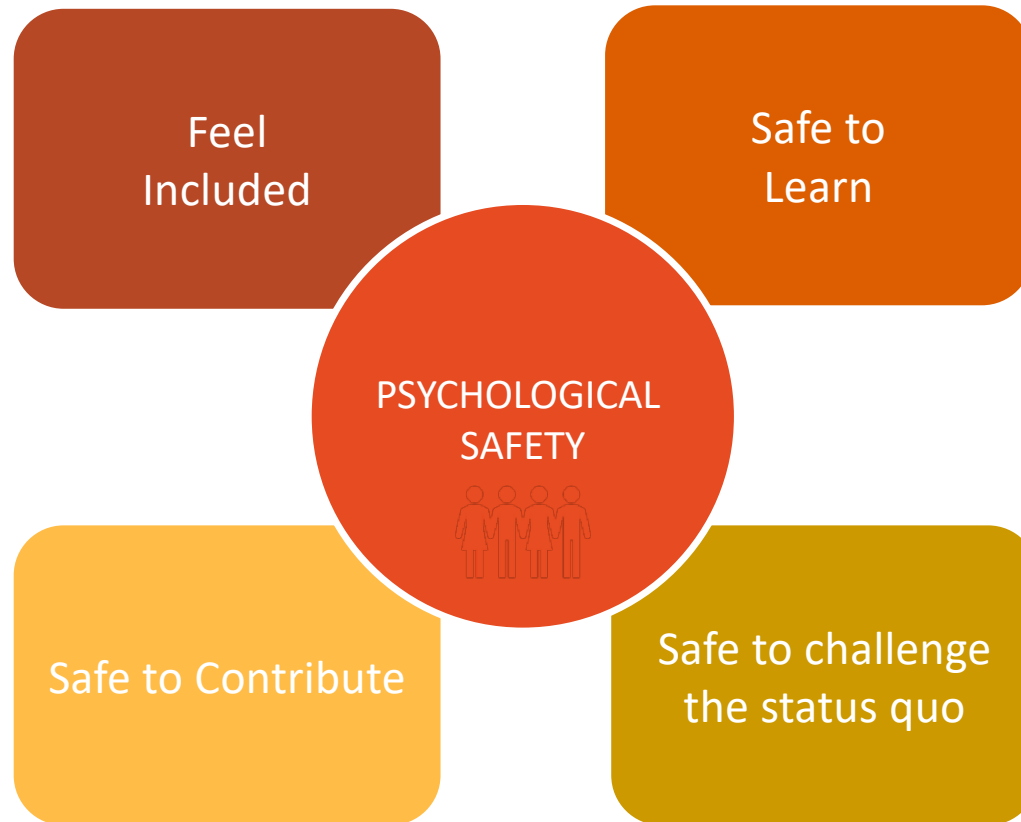 Feel
Included
Safe to
Learn
PSYCHOLOGICAL
SAFETY
Safe to Contribute
Safe to challenge
the status quo